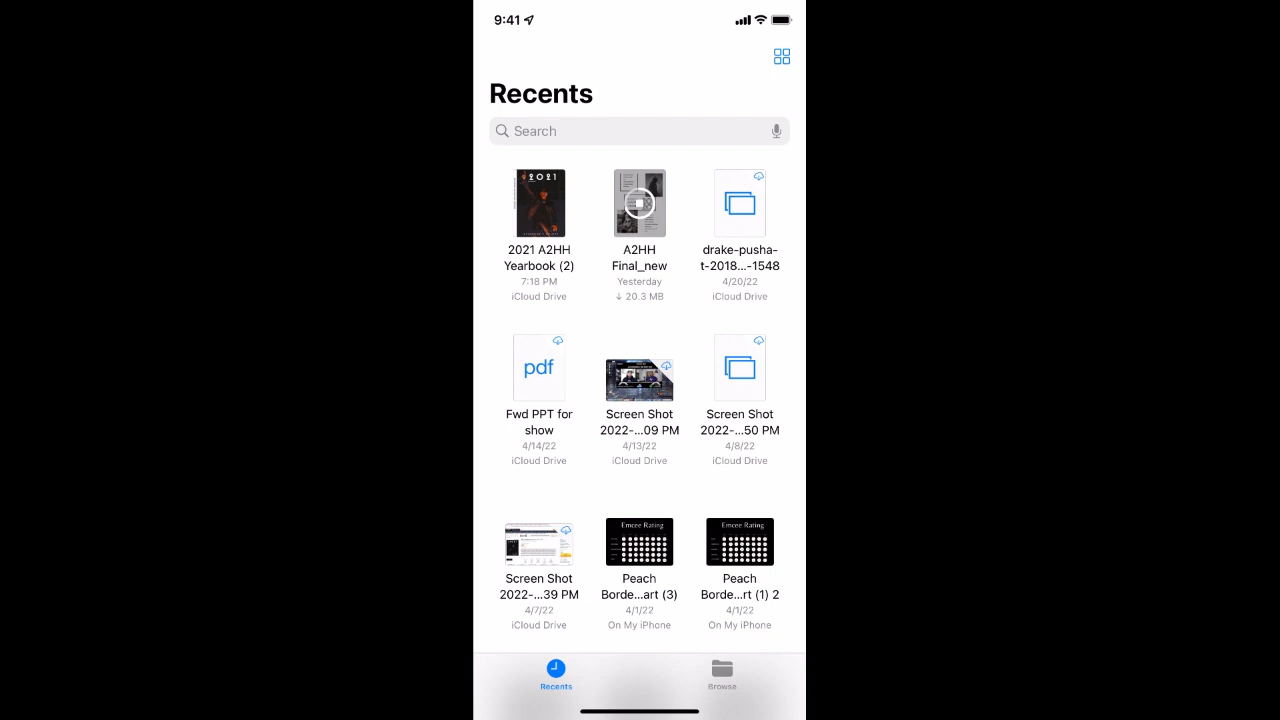 9:41
Recents
Search
2021
2021 A2HH
Yearbook (2)
7:18 PM
iCloud Drive
A2HH
Final_new
Yesterday
↓ 20.3 MB
drake-pusha-
t-2018...-1548
4/20/22
iCloud Drive
pdf
Fwd PPT for
show
4/14/22
iCloud Drive
Screen Shot
2022-...09 PM
4/13/22
iCloud Drive
Screen Shot
2022-...50 PM
4/8/22
iCloud Drive
Screen Shot
2022-...39 PM
4/7/22
iCloud Drive
Emcee Rating
Peach
Borde...art (3)
4/1/22
On My iPhone
Emcee Rating
Peach
Borde...rt (1) 2
4/1/22
On My iPhone
Recents
Browse